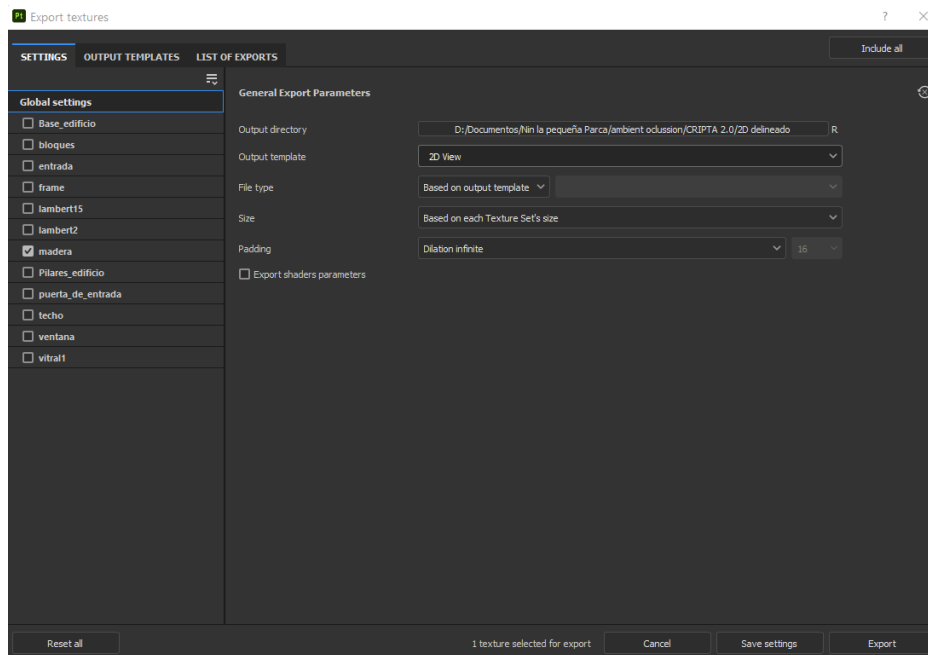 Pt Export textures ?
SETTINGS OUTPUT TEMPLATES LIST OF EXPORTS Include all
Global settings
Base_edificio
bloques
entrada
frame
lambert15
lambert2
madera
Pilares_edificio
puerta_de_entrada
techo
ventana
vitral1
General Export Parameters
Output directory D:/Documentos/Nin la pequeña Parca/ambient oclussion/CRIPTA 2.0/2D delineado R
Output template 2D View
File type Based on output template
Size Based on each Texture Set's size
Padding Dilation infinite 16
Export shaders parameters
Reset all 1 texture selected for export Cancel Save settings Export